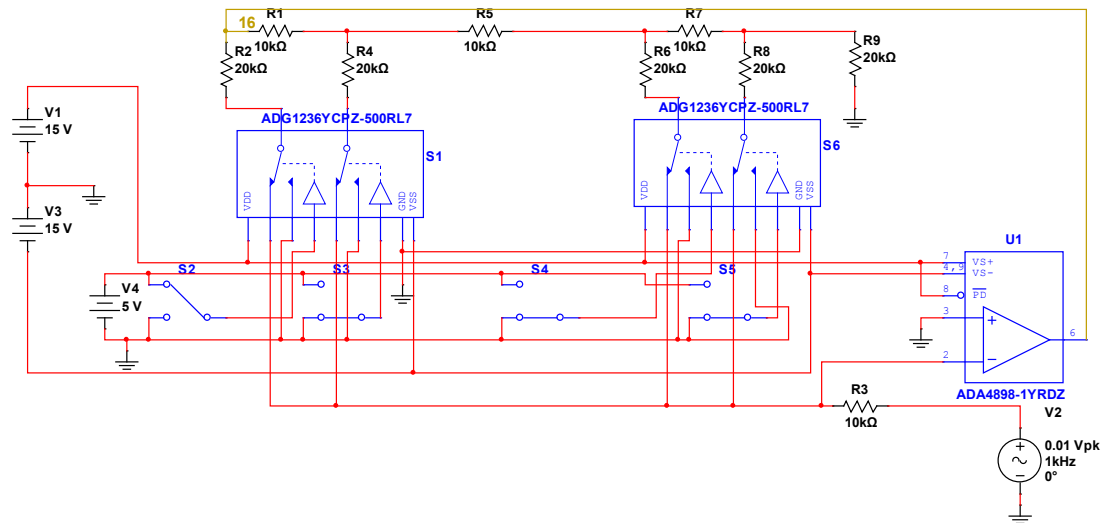 16
R1
10kΩ
R5
10kΩ
R7
10kΩ
R2
20kΩ
R4
20kΩ
R6
20kΩ
R8
20kΩ
R9
20kΩ
V1
15 V
ADG1236YCPZ-500RL7
S1
VDD
GND
VSS
ADG1236YCPZ-500RL7
S6
VDD
GND
VSS
V3
15 V
V4
5 V
S2
S3
S4
S5
U1
7
VS+
4,9
VS-
8
PD
3
+
2
−
6
ADA4898-1YRDZ
R3
10kΩ
V2
+
−
0.01 Vpk
1kHz
0°